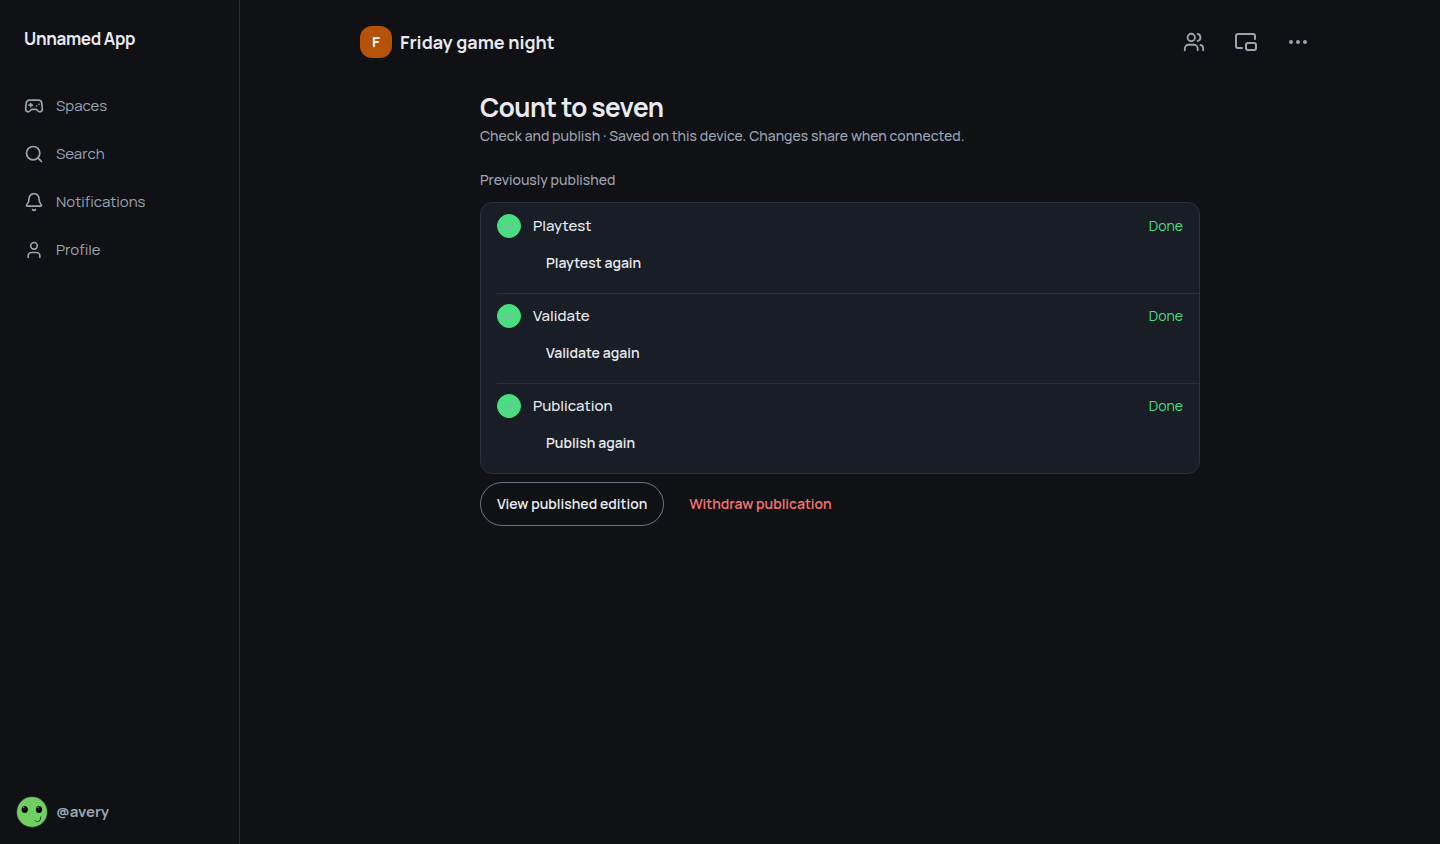 Unnamed App
Spaces
Search
Notifications
Profile
@avery
F Friday game night
Count to seven
Check and publish · Saved on this device. Changes share when connected.
Previously published
Playtest Done
Playtest again
Validate Done
Validate again
Publication Done
Publish again
View published edition Withdraw publication